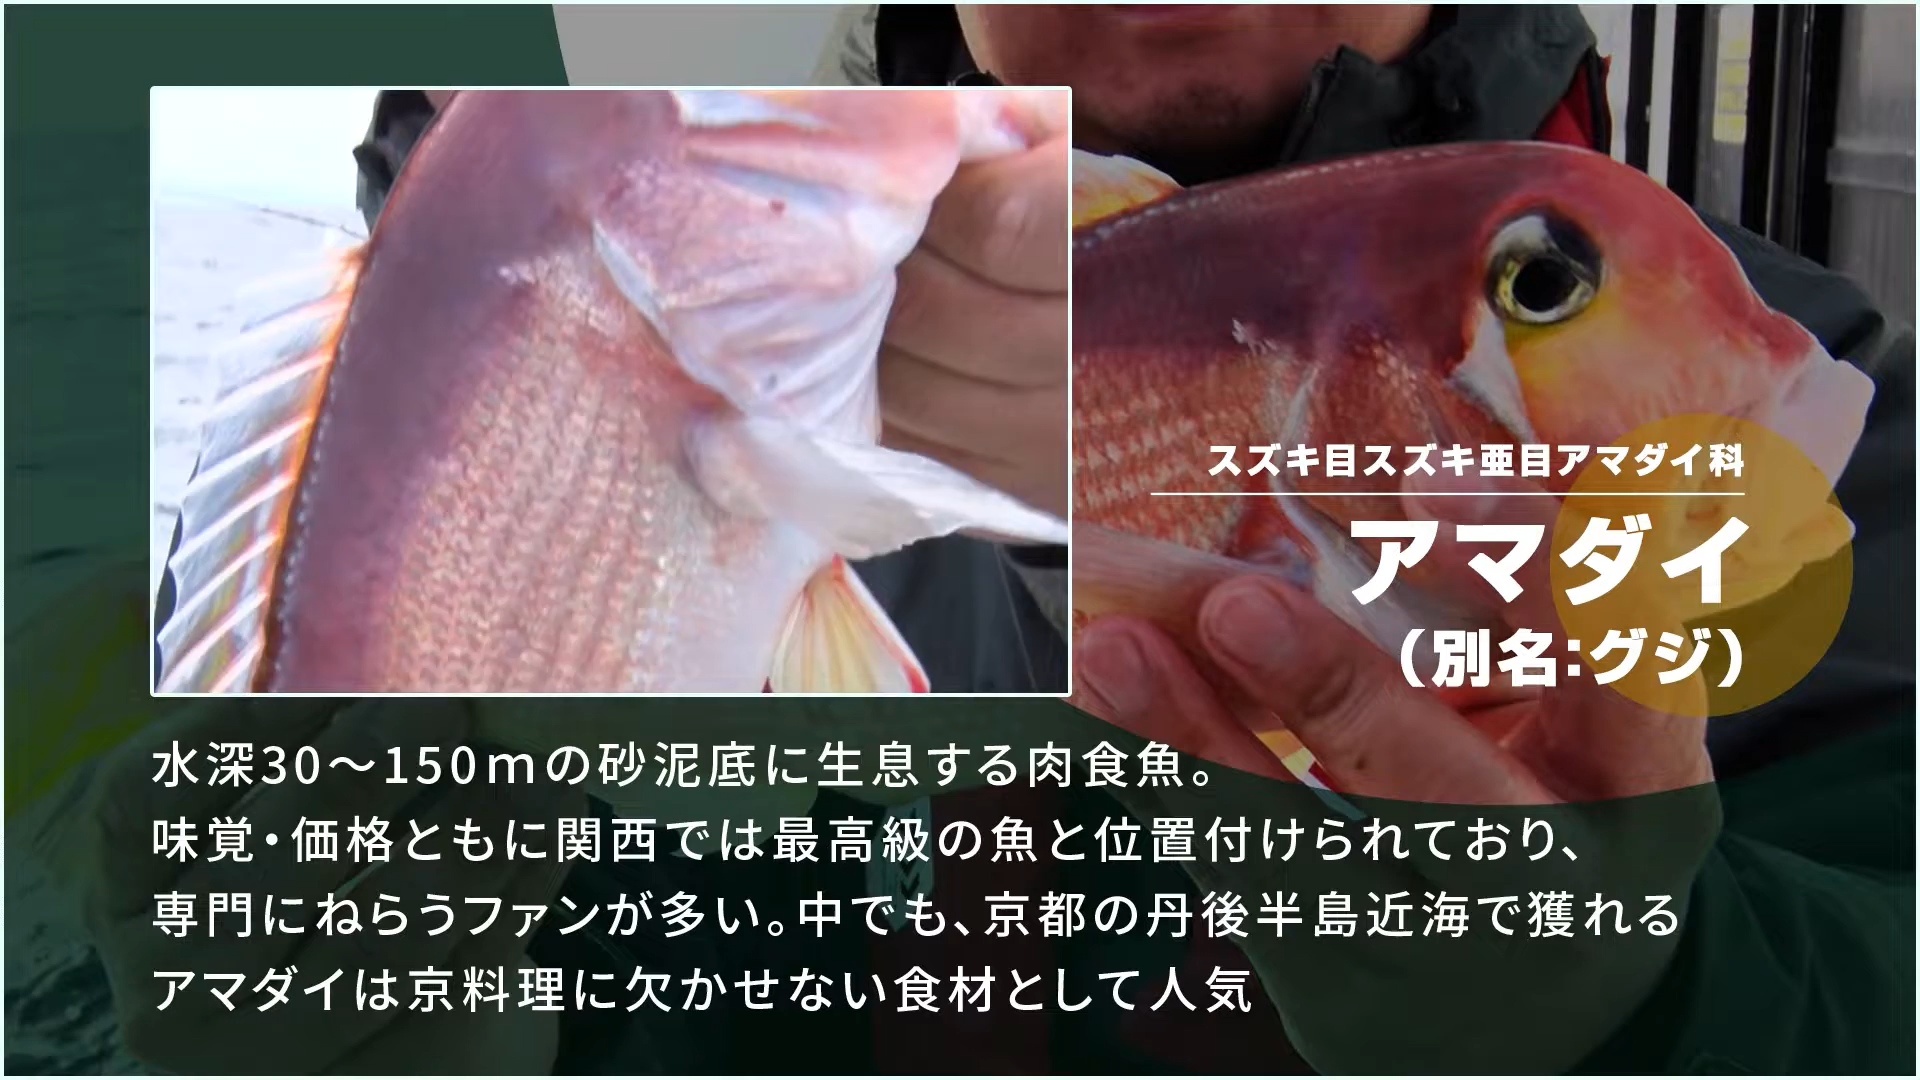 スズキ目スズキ亜目アマダイ科
アマダイ
（別名：グジ）
水深30～150ｍの砂泥底に生息する肉食魚。
味覚・価格ともに関西では最高級の魚と位置付けられており、
専門にねらうファンが多い。中でも、京都の丹後半島近海で獲れる
アマダイは京料理に欠かせない食材として人気